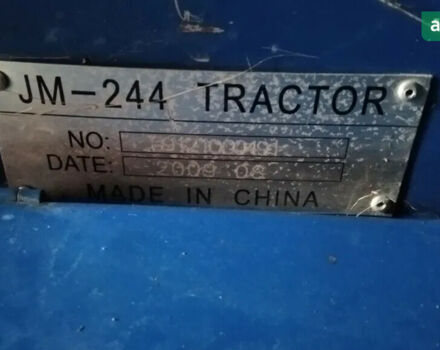 JM-244 TRACTOR
NO:
DATE: 2009 08
MADE IN CHINA
a